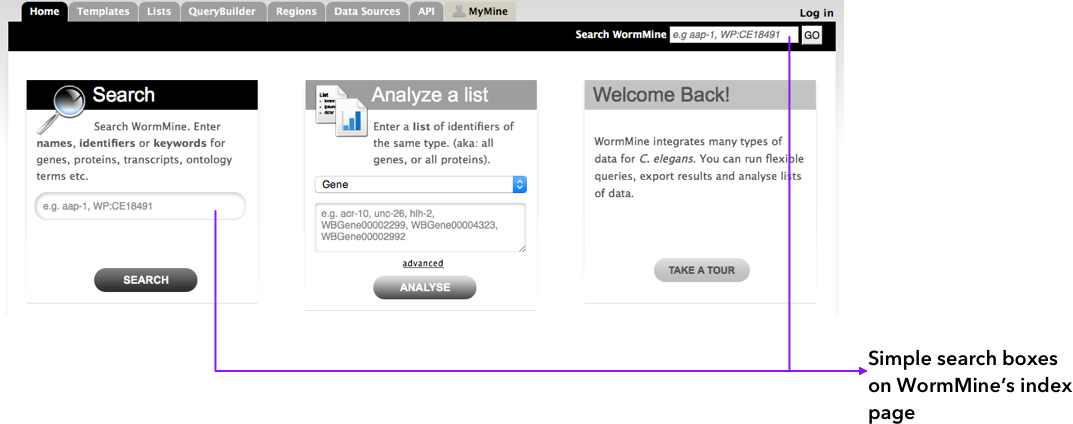 Home Templates Lists QueryBuilder Regions Data Sources API MyMine
Log in
Search WormMine e.g aap-1, WP:CE18491 GO
Search
Search WormMine. Enter
names, identifiers or keywords for
genes, proteins, transcripts, ontology
terms etc.
e.g. aap-1, WP:CE18491
SEARCH
List
Analyze a list
Enter a list of identifiers of
the same type. (aka: all
genes, or all proteins).
Gene
e.g. acr-10, unc-26, hlh-2,
WBGene00002299, WBGene00004323,
WBGene00002992
advanced
ANALYSE
Welcome Back!
WormMine integrates many types of
data for C. elegans. You can run flexible
queries, export results and analyse lists
of data.
TAKE A TOUR
Simple search boxes
on WormMine’s index
page